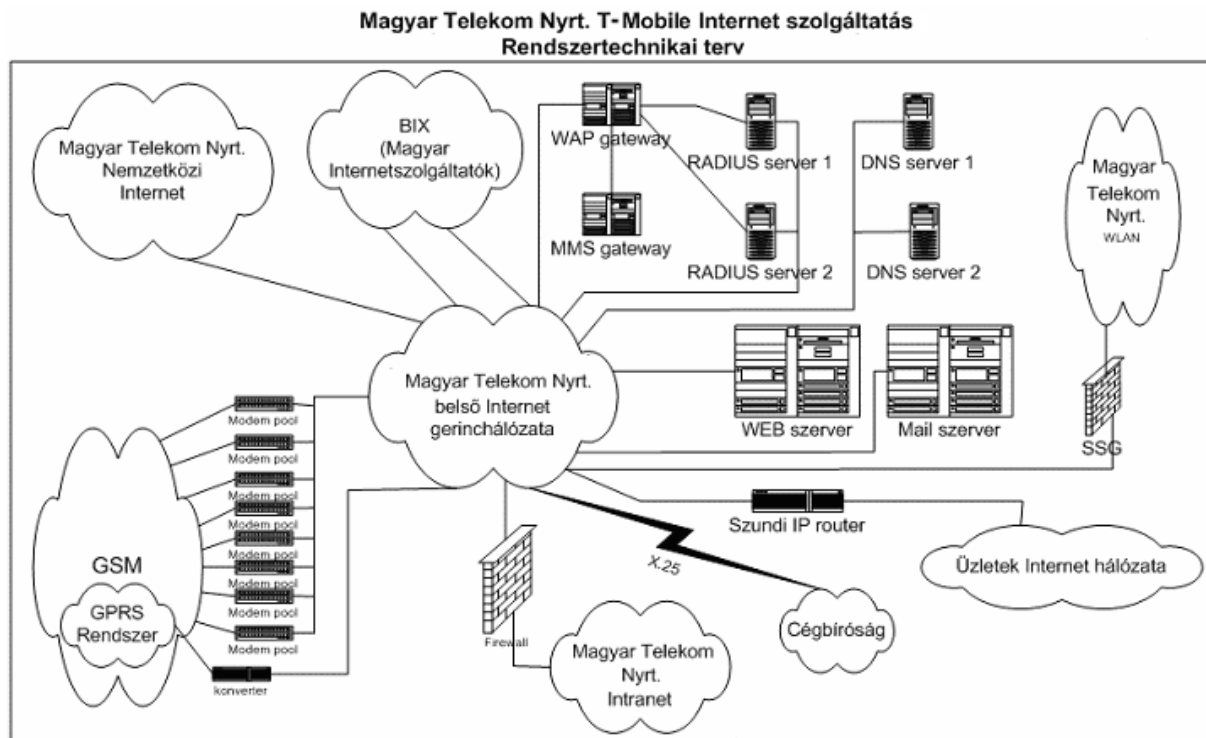 Magyar Telekom Nyrt. T-Mobile Internet szolgáltatás
Rendszertechnikai terv
Magyar Telekom Nyrt.
Nemzetközi
Internet
BIX
(Magyar
Internetszolgáltatók)
WAP gateway
MMS gateway
RADIUS server 1
RADIUS server 2
DNS server 1
DNS server 2
Magyar
Telekom
Nyrt.
WLAN
Magyar Telekom Nyrt.
belső Internet
gerinchálózata
WEB szerver
Mail szerver
SSG
Modem pool
Modem pool
Modem pool
Modem pool
Modem pool
Modem pool
Modem pool
Modem pool
GSM
GPRS
Rendszer
konverter
Firewall
Magyar Telekom
Nyrt.
Intranet
X.25
Cégbíróság
Szundi IP router
Üzletek Internet hálózata